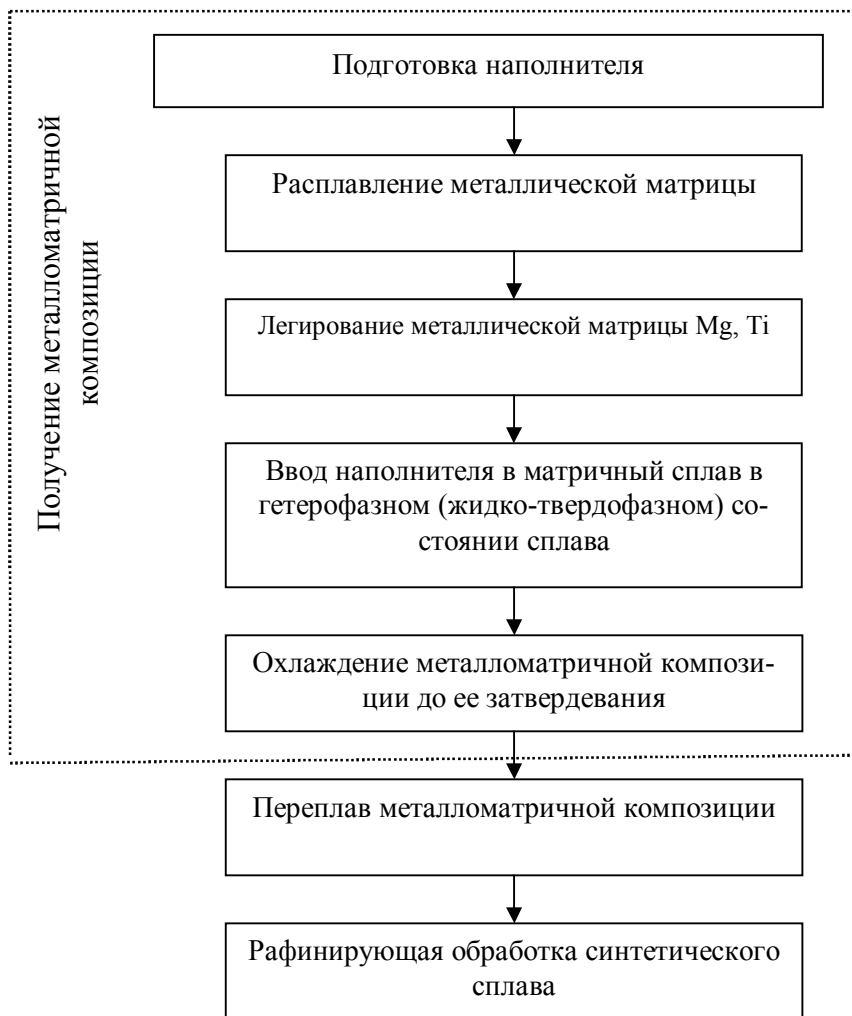 Получение металломатричной
композиции
Подготовка наполнителя
Расплавление металлической матрицы
Легирование металлической матрицы Mg, Ti
Ввод наполнителя в матричный сплав в
гетерофазном (жидко-твердофазном) со-
стоянии сплава
Охлаждение металломатричной компози-
ции до ее затвердевания
Переплав металломатричной композиции
Рафинирующая обработка синтетического
сплава